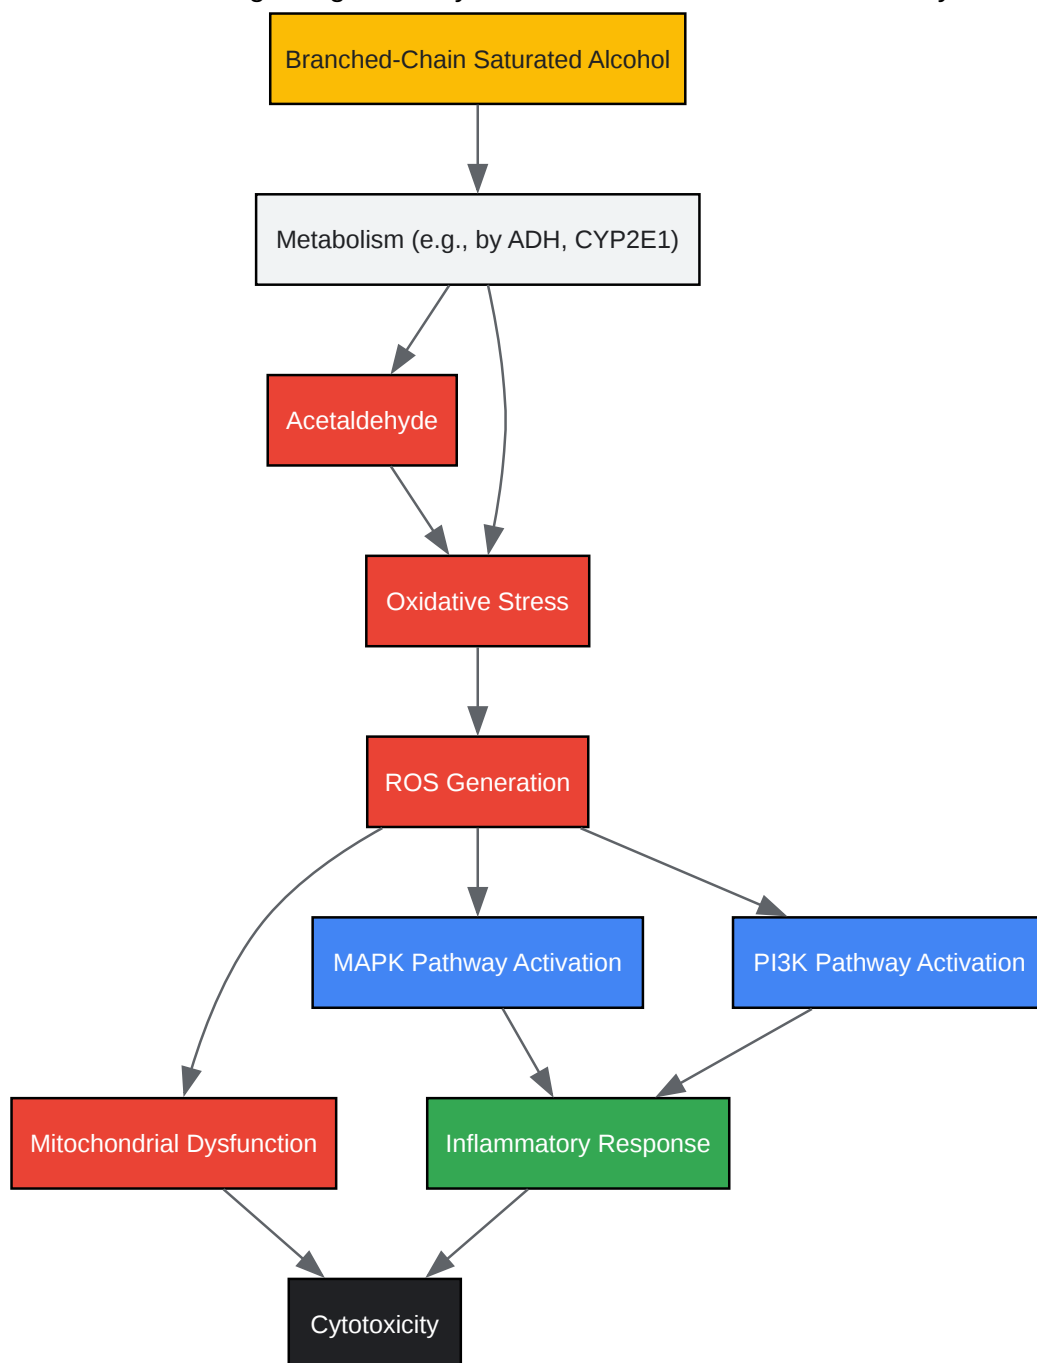 Branched-Chain Saturated Alcohol
Metabolism (e.g., by ADH, CYP2E1)
Acetaldehyde
Oxidative Stress
ROS Generation
MAPK Pathway Activation
PI3K Pathway Activation
Mitochondrial Dysfunction
Inflammatory Response
Cytotoxicity